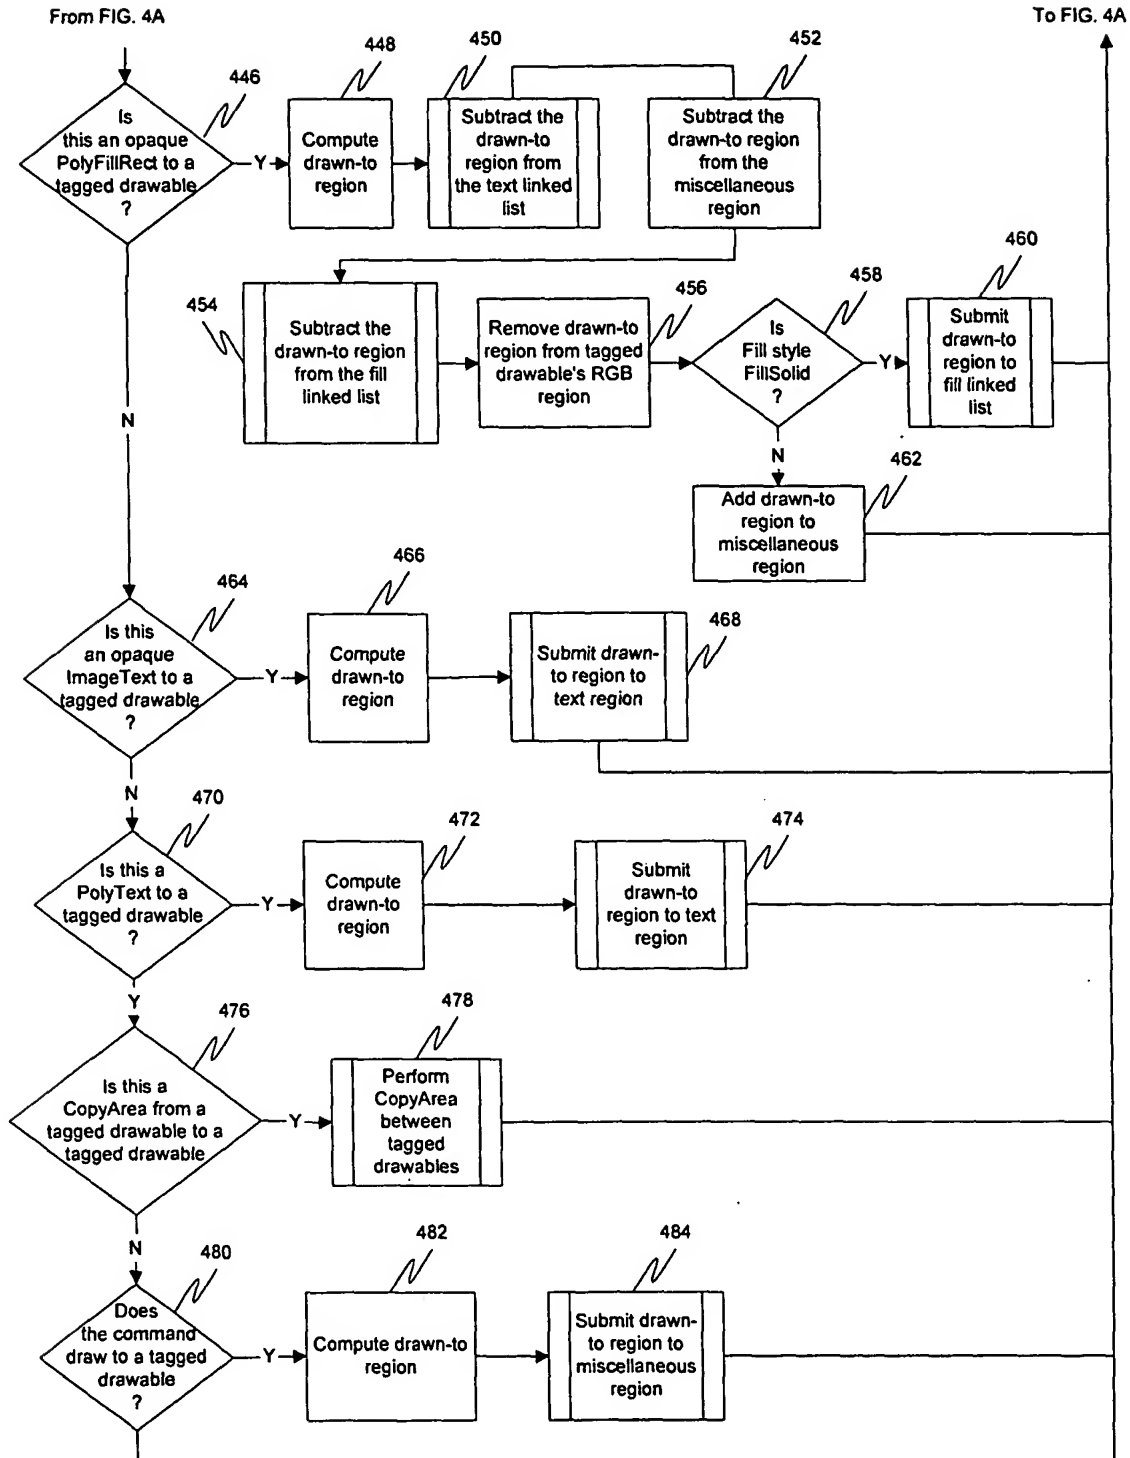 From FIG. 4A
To FIG. 4A
446
448
450
452
Is
this an opaque
PolyFillRect to a
tagged drawable
?
Y
Compute
drawn-to
region
Subtract the
drawn-to
region from
the text linked
list
Subtract the
drawn-to region
from the
miscellaneous
region
N
454
456
458
460
Subtract the
drawn-to region
from the fill
linked list
Remove drawn-to
region from tagged
drawable's RGB
region
Is
Fill style
FillSolid
?
Y
Submit
drawn-to
region to
fill linked
list
N
462
Add drawn-to
region to
miscellaneous
region
464
466
468
Is this
an opaque
ImageText to a
tagged drawable
?
Y
Compute
drawn-to
region
Submit drawn-
to region to
text region
N
470
472
474
Is this a
PolyText to a
tagged drawable
?
Y
Compute
drawn-to
region
Submit
drawn-to
region to text
region
Y
476
478
Is this a
CopyArea from a
tagged drawable to a
tagged drawable
Y
Perform
CopyArea
between
tagged
drawables
N
480
482
484
Does
the command
draw to a tagged
drawable
?
Y
Compute drawn-to
region
Submit drawn-
to region to
miscellaneous
region